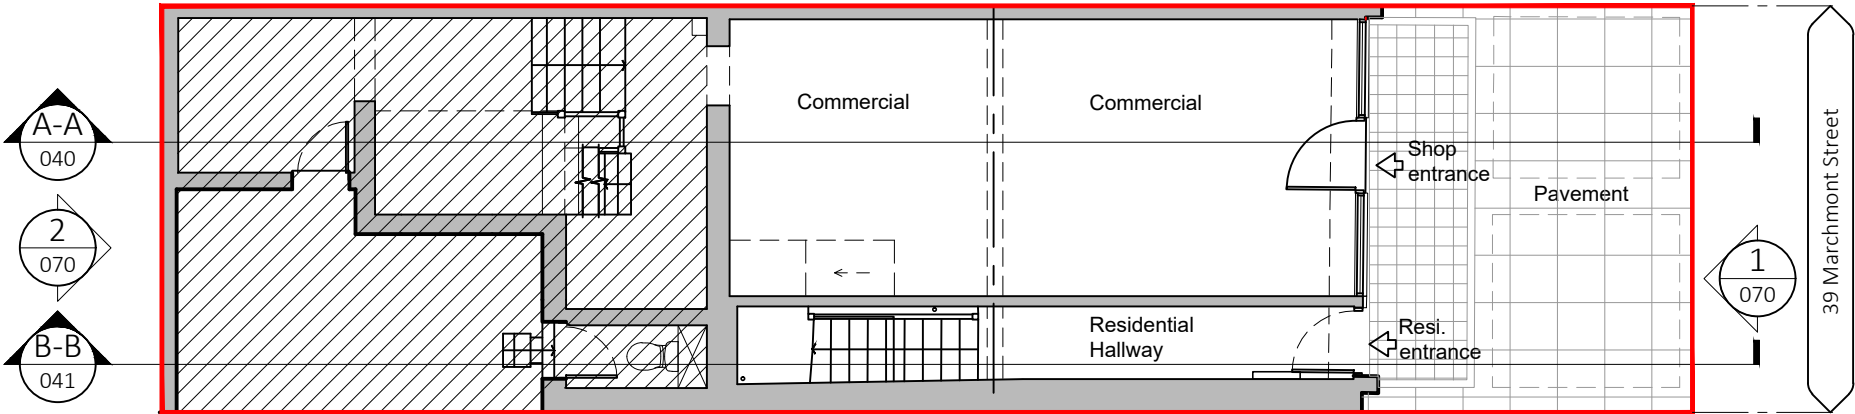 A-A
040
2
070
B-B
041
Commercial
Commercial
Shop
entrance
Pavement
Residential
Hallway
Resi.
entrance
1
070
39 Marchmont Street